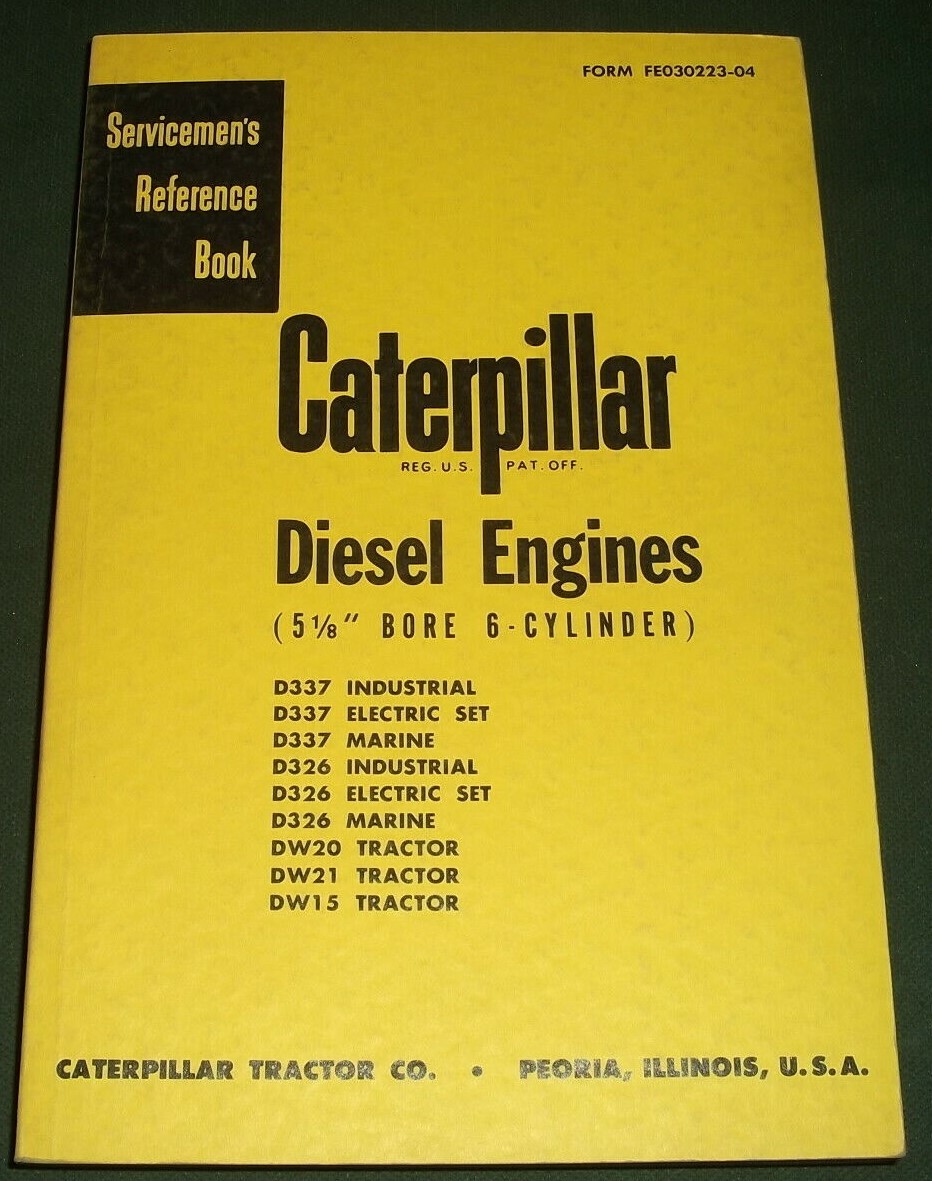 FORM FE030223-04
Servicemen's
Reference
Book
Caterpillar
REG. U.S. PAT. OFF.
Diesel Engines
(5⅛" BORE 6-CYLINDER)
D337 INDUSTRIAL
D337 ELECTRIC SET
D337 MARINE
D326 INDUSTRIAL
D326 ELECTRIC SET
D326 MARINE
DW20 TRACTOR
DW21 TRACTOR
DW15 TRACTOR
CATERPILLAR TRACTOR CO. • PEORIA, ILLINOIS, U.S.A.